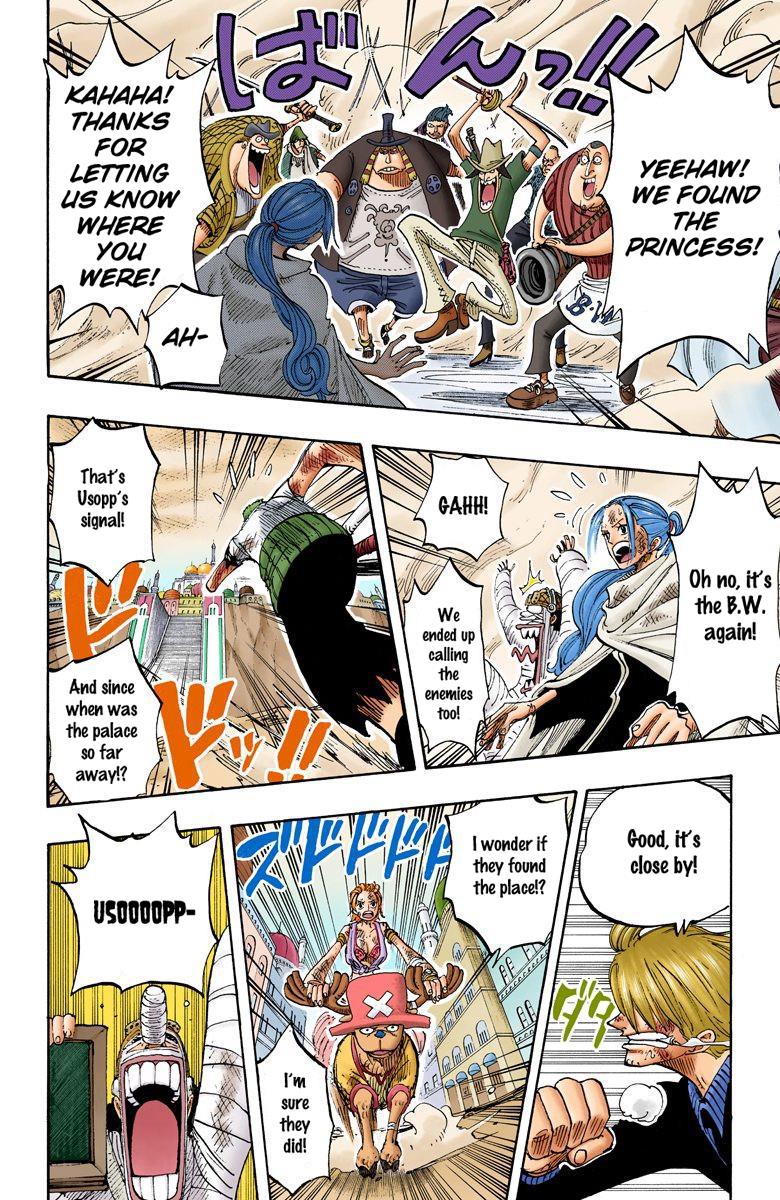 ばんっ!!
YEEHAW!
WE FOUND
THE
PRINCESS!
KAHAHA!
THANKS
FOR
LETTING
US KNOW
WHERE
YOU
WERE!
AH-
B.W
Oh no, it's
the B.W.
again!
GAHH!
We
ended up
calling
the
enemies
too!
That's
Usopp's
signal!
ドドドッ!!
And since
when was
the palace
so far
away!?
Good, it's
close by!
ダダ
I wonder if
they found
the place!?
ズドドドド
I'm
sure
they
did!
USOOOOPP-